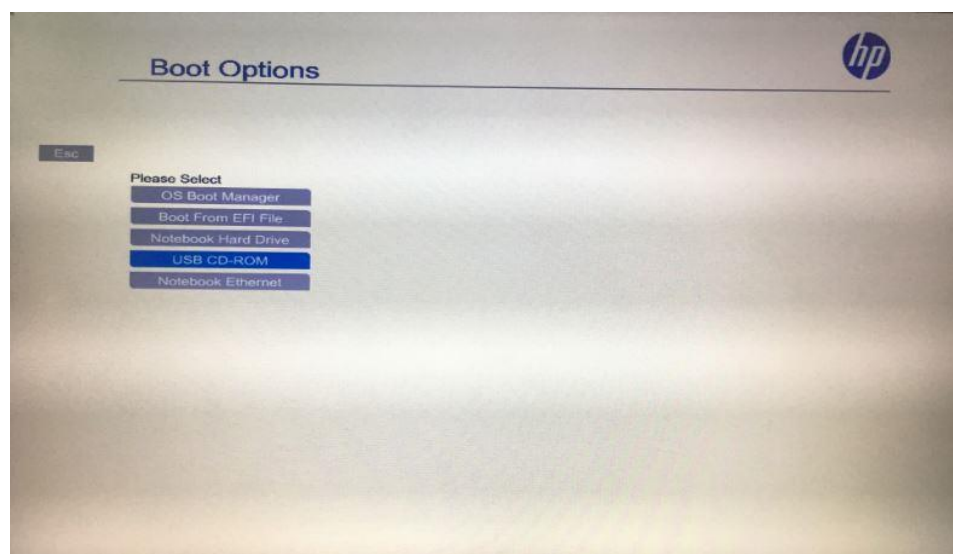 hp
Boot Options
Esc
Please Select
OS Boot Manager
Boot From EFI File
Notebook Hard Drive
USB CD-ROM
Notebook Ethernet